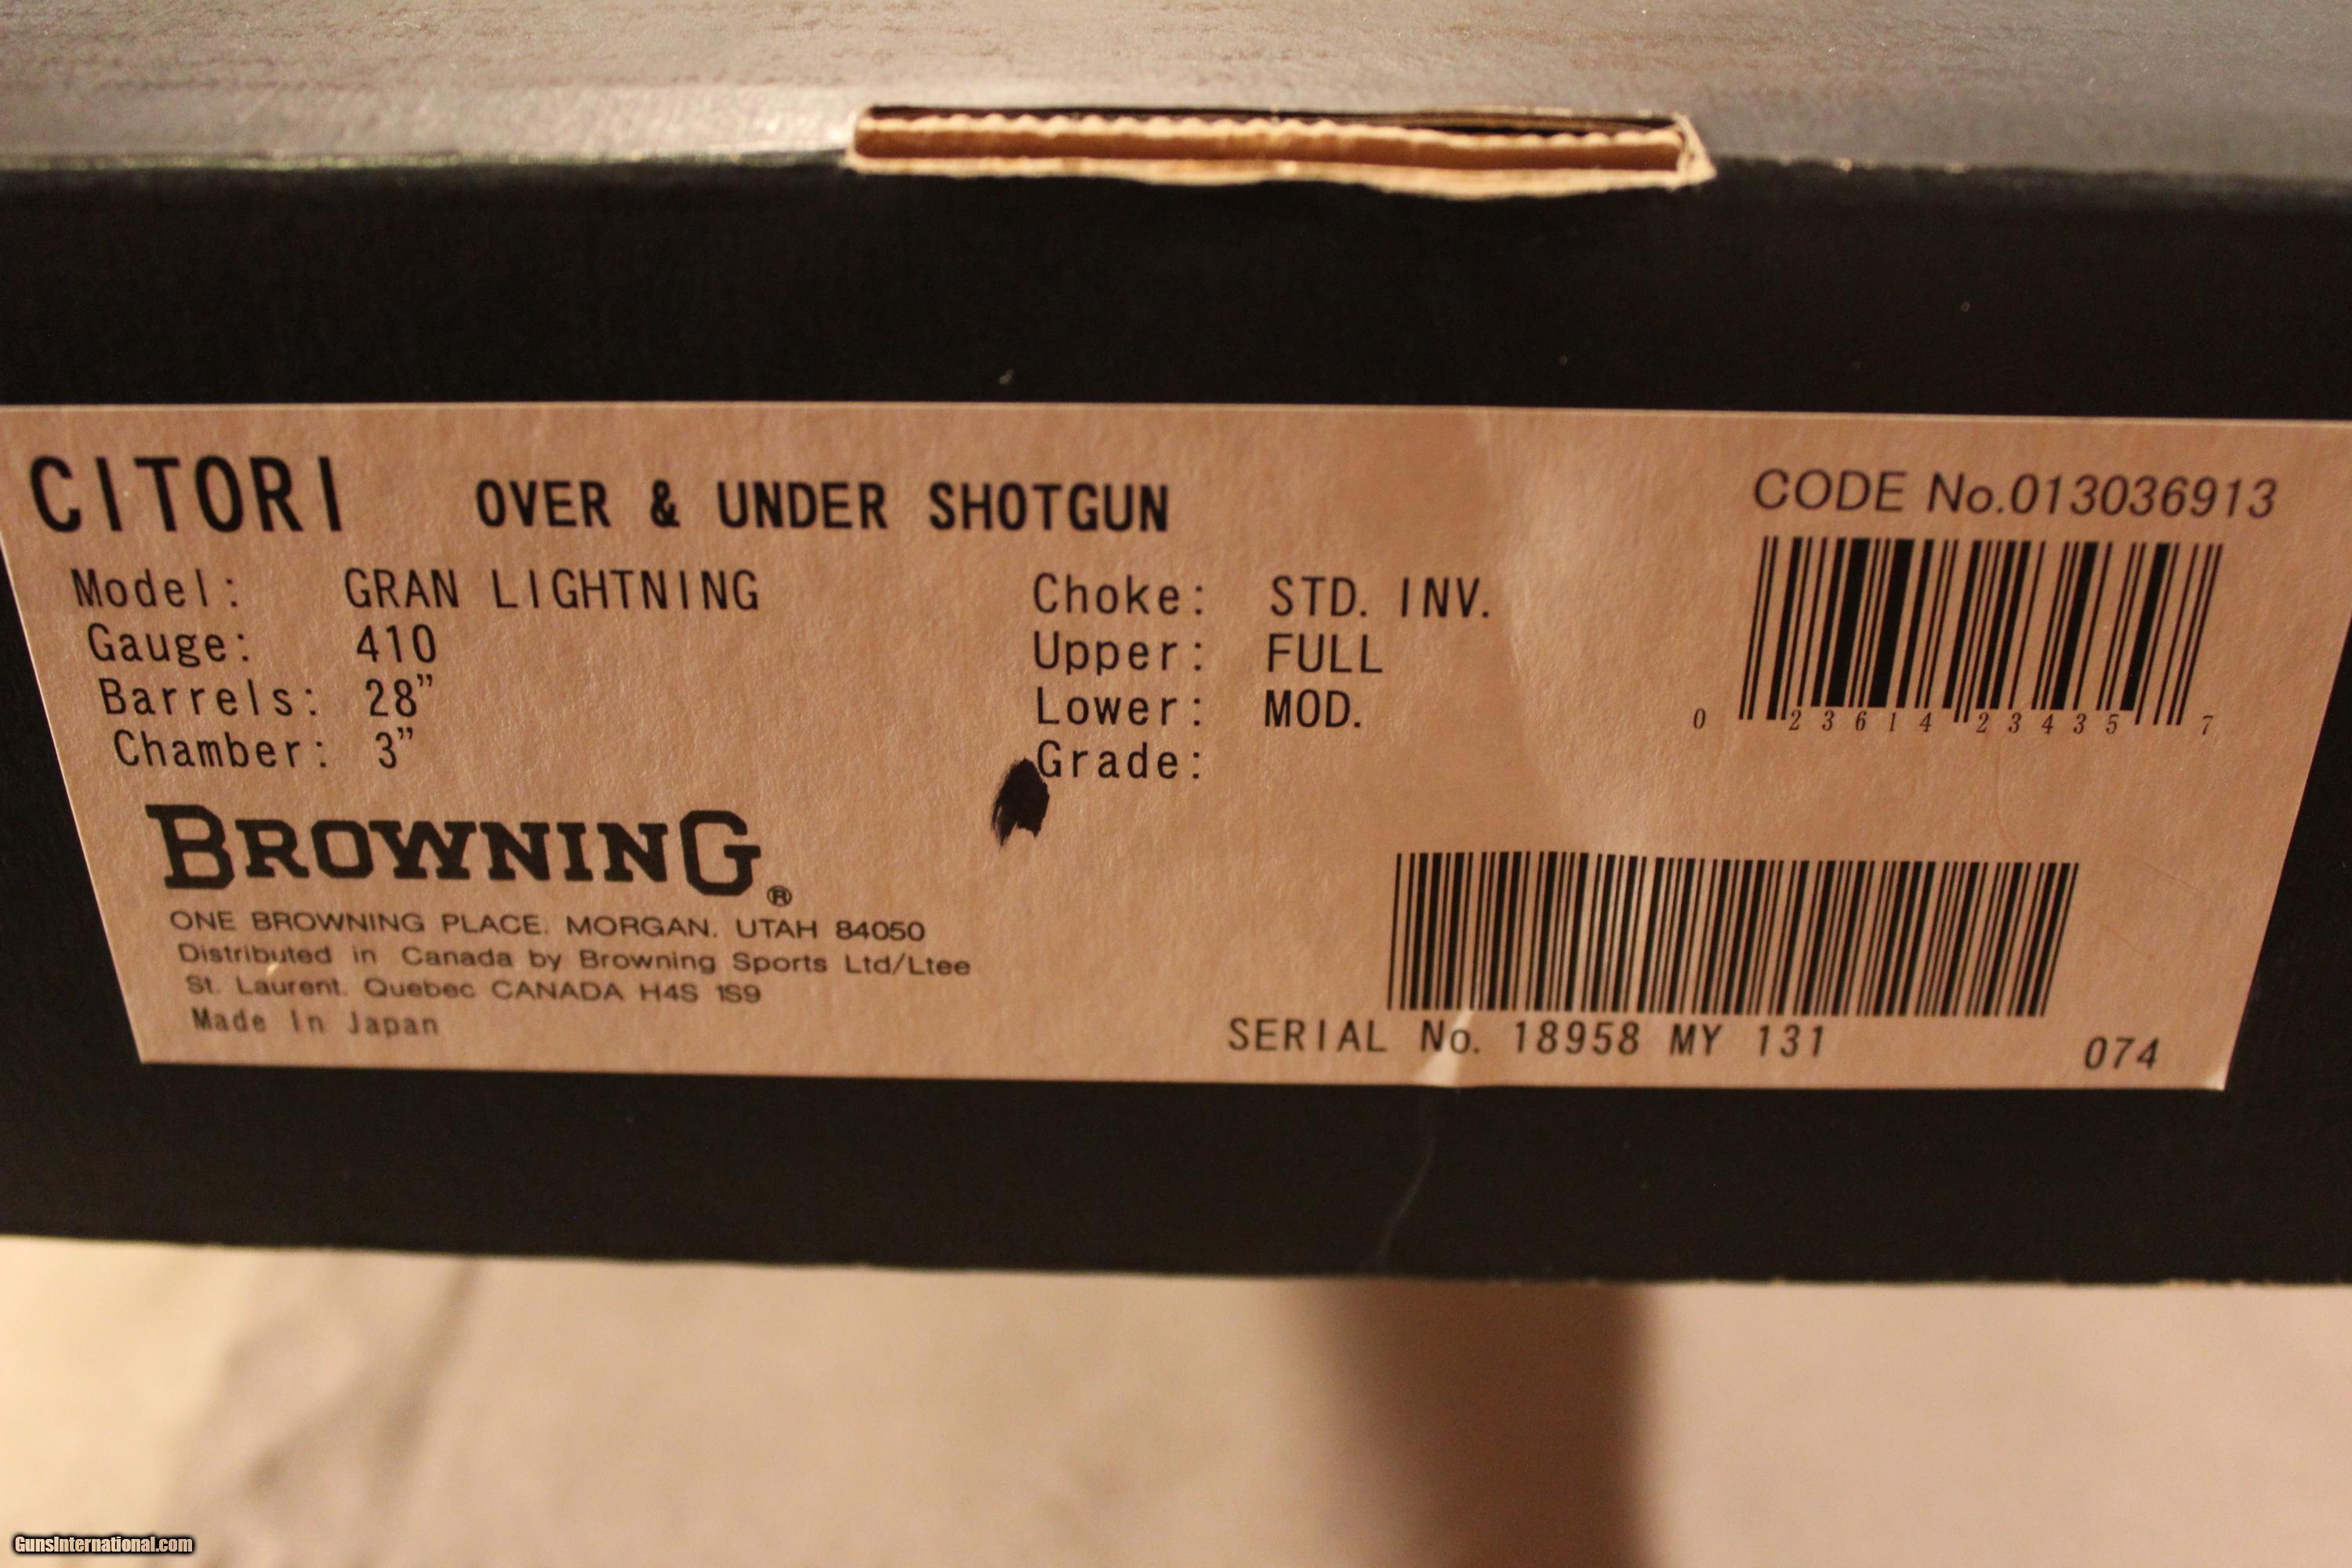 CITORI OVER & UNDER SHOTGUN
CODE No.013036913
Model: GRAN LIGHTNING
Gauge: 410
Barrels: 28"
Chamber: 3"
Choke: STD. INV.
Upper: FULL
Lower: MOD.
Grade:
0 23614 23435 7
BROWNING®
ONE BROWNING PLACE. MORGAN. UTAH 84050
Distributed in Canada by Browning Sports Ltd/Ltee
St. Laurent. Quebec CANADA H4S 1S9
Made In Japan
SERIAL No. 18958 MY 131
074
GunsInternational.com